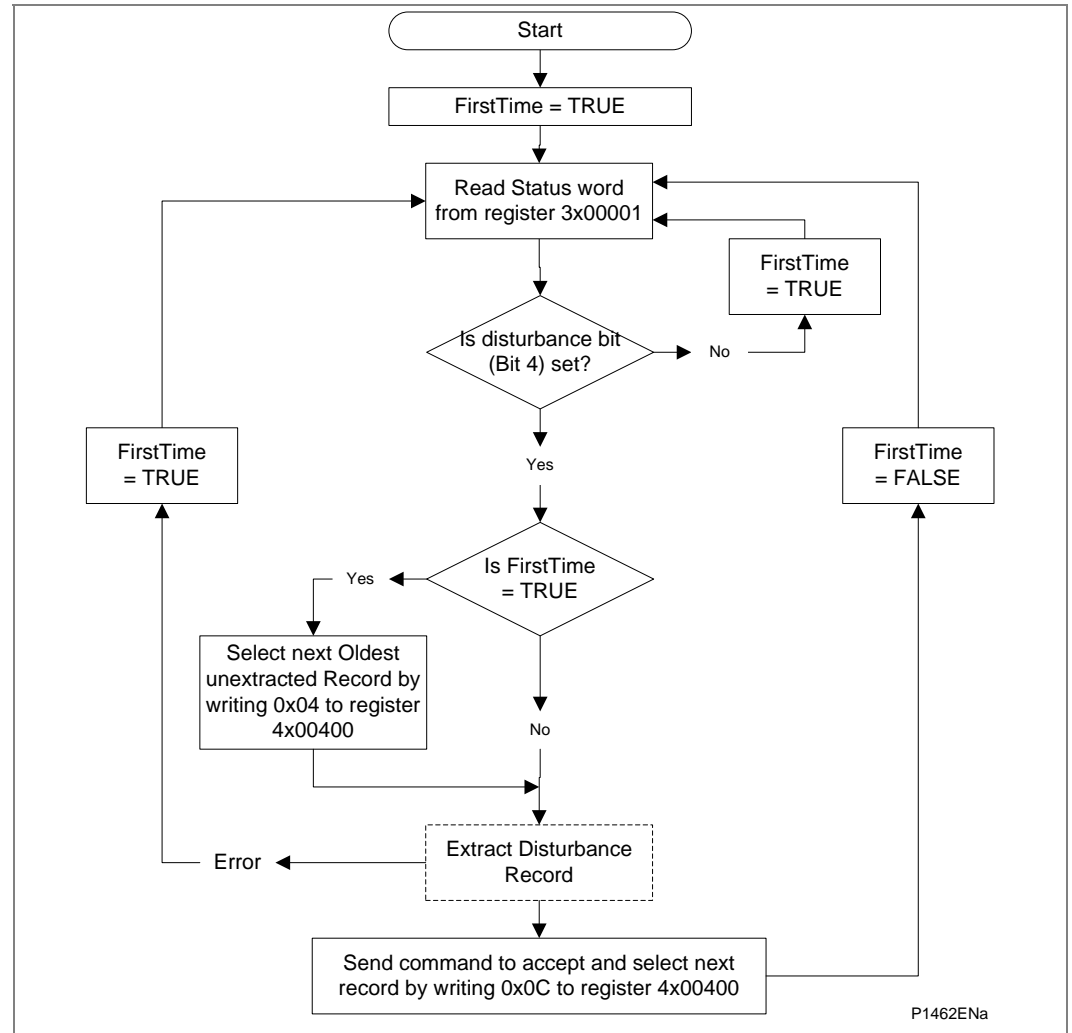 Start
FirstTime = TRUE
Read Status word
from register 3x00001
FirstTime
= TRUE
Is disturbance bit
(Bit 4) set?
No
FirstTime
= TRUE
Yes
FirstTime
= FALSE
Is FirstTime
= TRUE
Yes
Select next Oldest
unextracted Record by
writing 0x04 to register
4x00400
No
Extract Disturbance
Record
Error
Send command to accept and select next
record by writing 0x0C to register 4x00400
P1462ENa